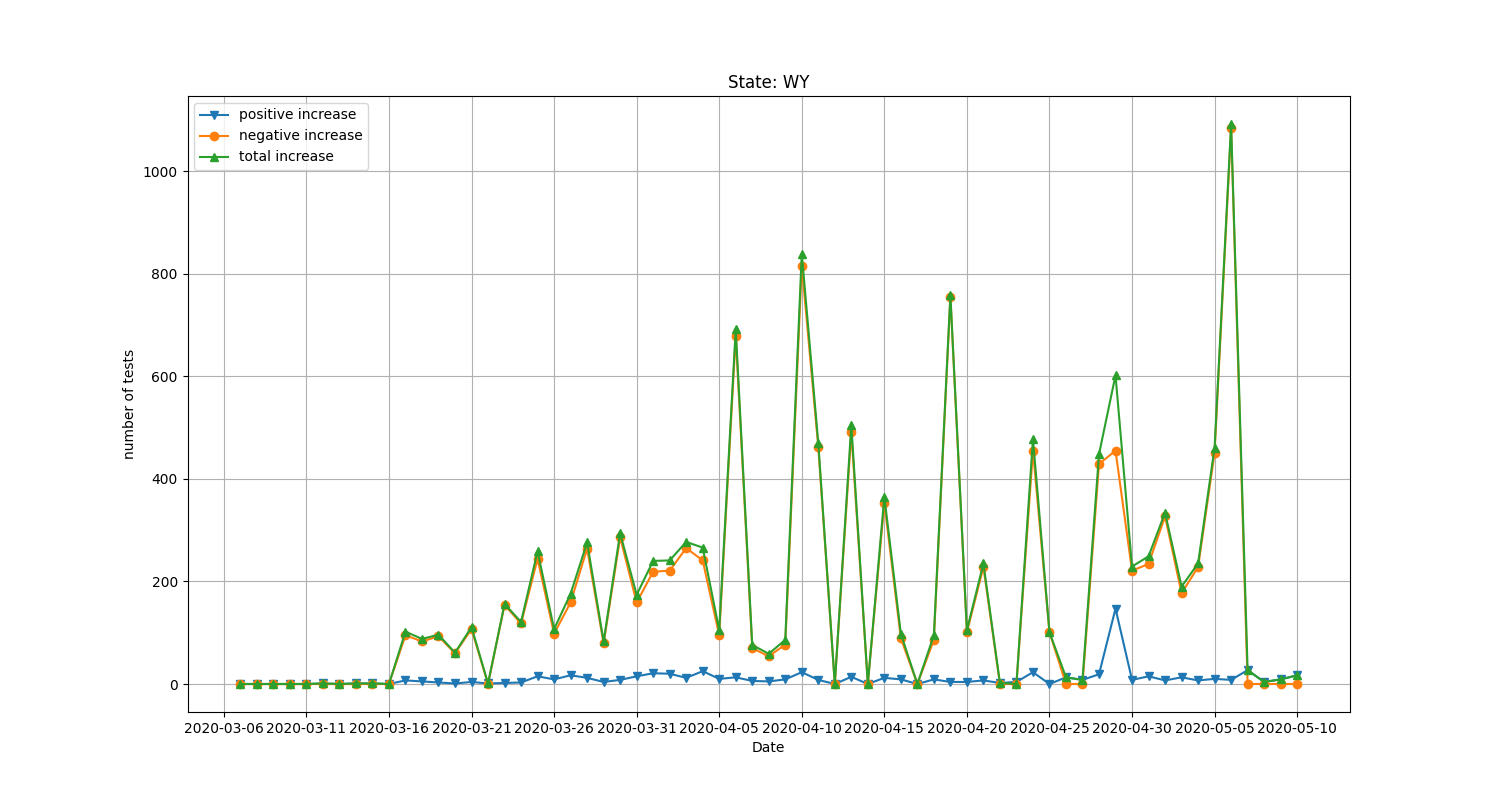 State: WY
positive increase
negative increase
total increase
1000
800
600
400
200
0
number of tests
2020-03-06 2020-03-11 2020-03-16 2020-03-21 2020-03-26 2020-03-31 2020-04-05 2020-04-10 2020-04-15 2020-04-20 2020-04-25 2020-04-30 2020-05-05 2020-05-10
Date